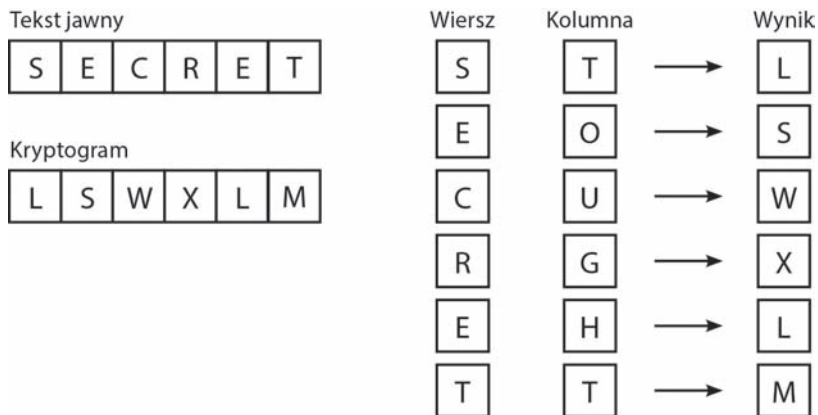 Tekst jawny
S E C R E T
Kryptogram
L S W X L M
Wiersz Kolumna Wynik
S T L
E O S
C U W
R G X
E H L
T T M